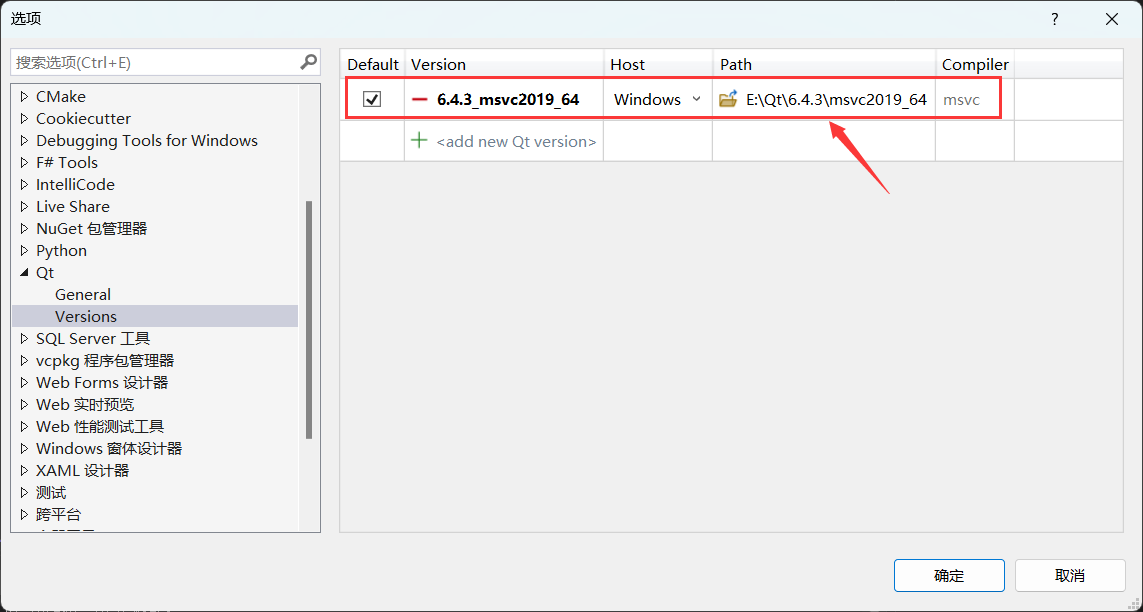 选项
?
搜索选项(Ctrl+E)
CMake
Cookiecutter
Debugging Tools for Windows
F# Tools
IntelliCode
Live Share
NuGet 包管理器
Python
Qt
General
Versions
SQL Server 工具
vcpkg 程序包管理器
Web Forms 设计器
Web 实时预览
Web 性能测试工具
Windows 窗体设计器
XAML 设计器
测试
跨平台
Default Version Host Path Compiler
6.4.3_msvc2019_64 Windows E:\Qt\6.4.3\msvc2019_64 msvc
<add new Qt version>
确定 取消